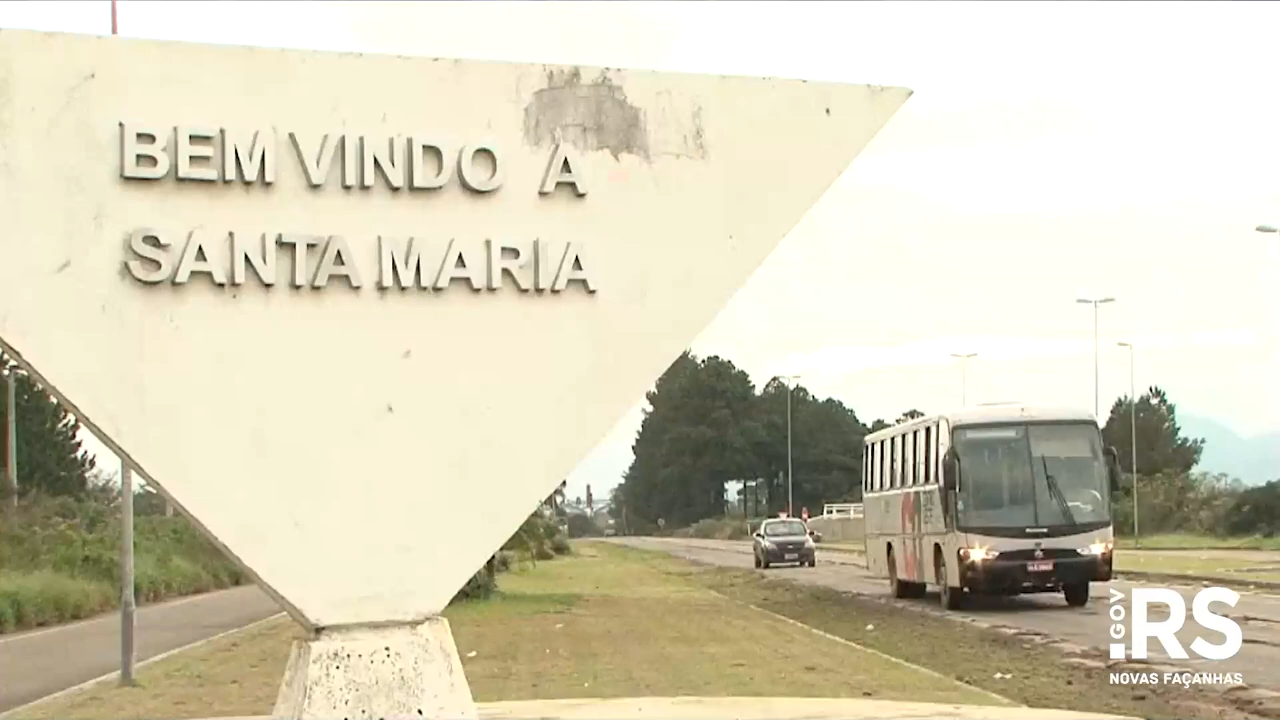 BEM VINDO A
SANTA MARIA
.GOV
RS
NOVAS FAÇANHAS